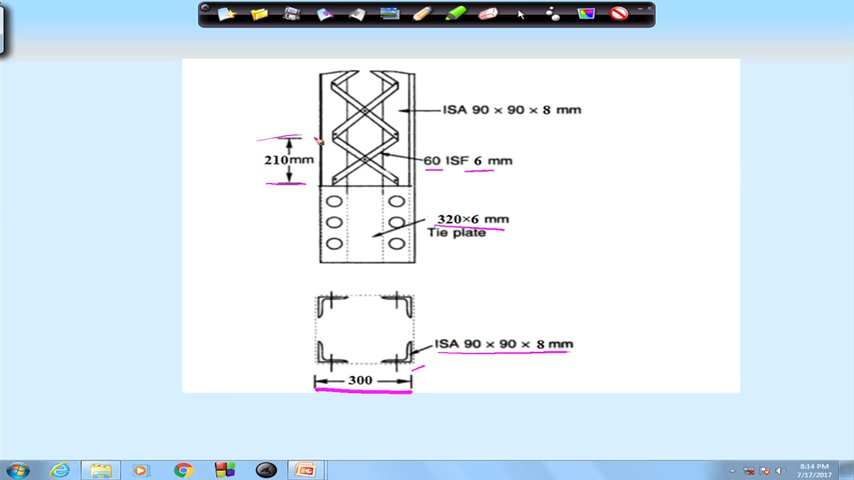 ISA 90 × 90 × 8 mm
210mm
60 ISF 6 mm
320×6 mm
Tie plate
ISA 90 × 90 × 8 mm
300
8:14 PM
7/17/2017